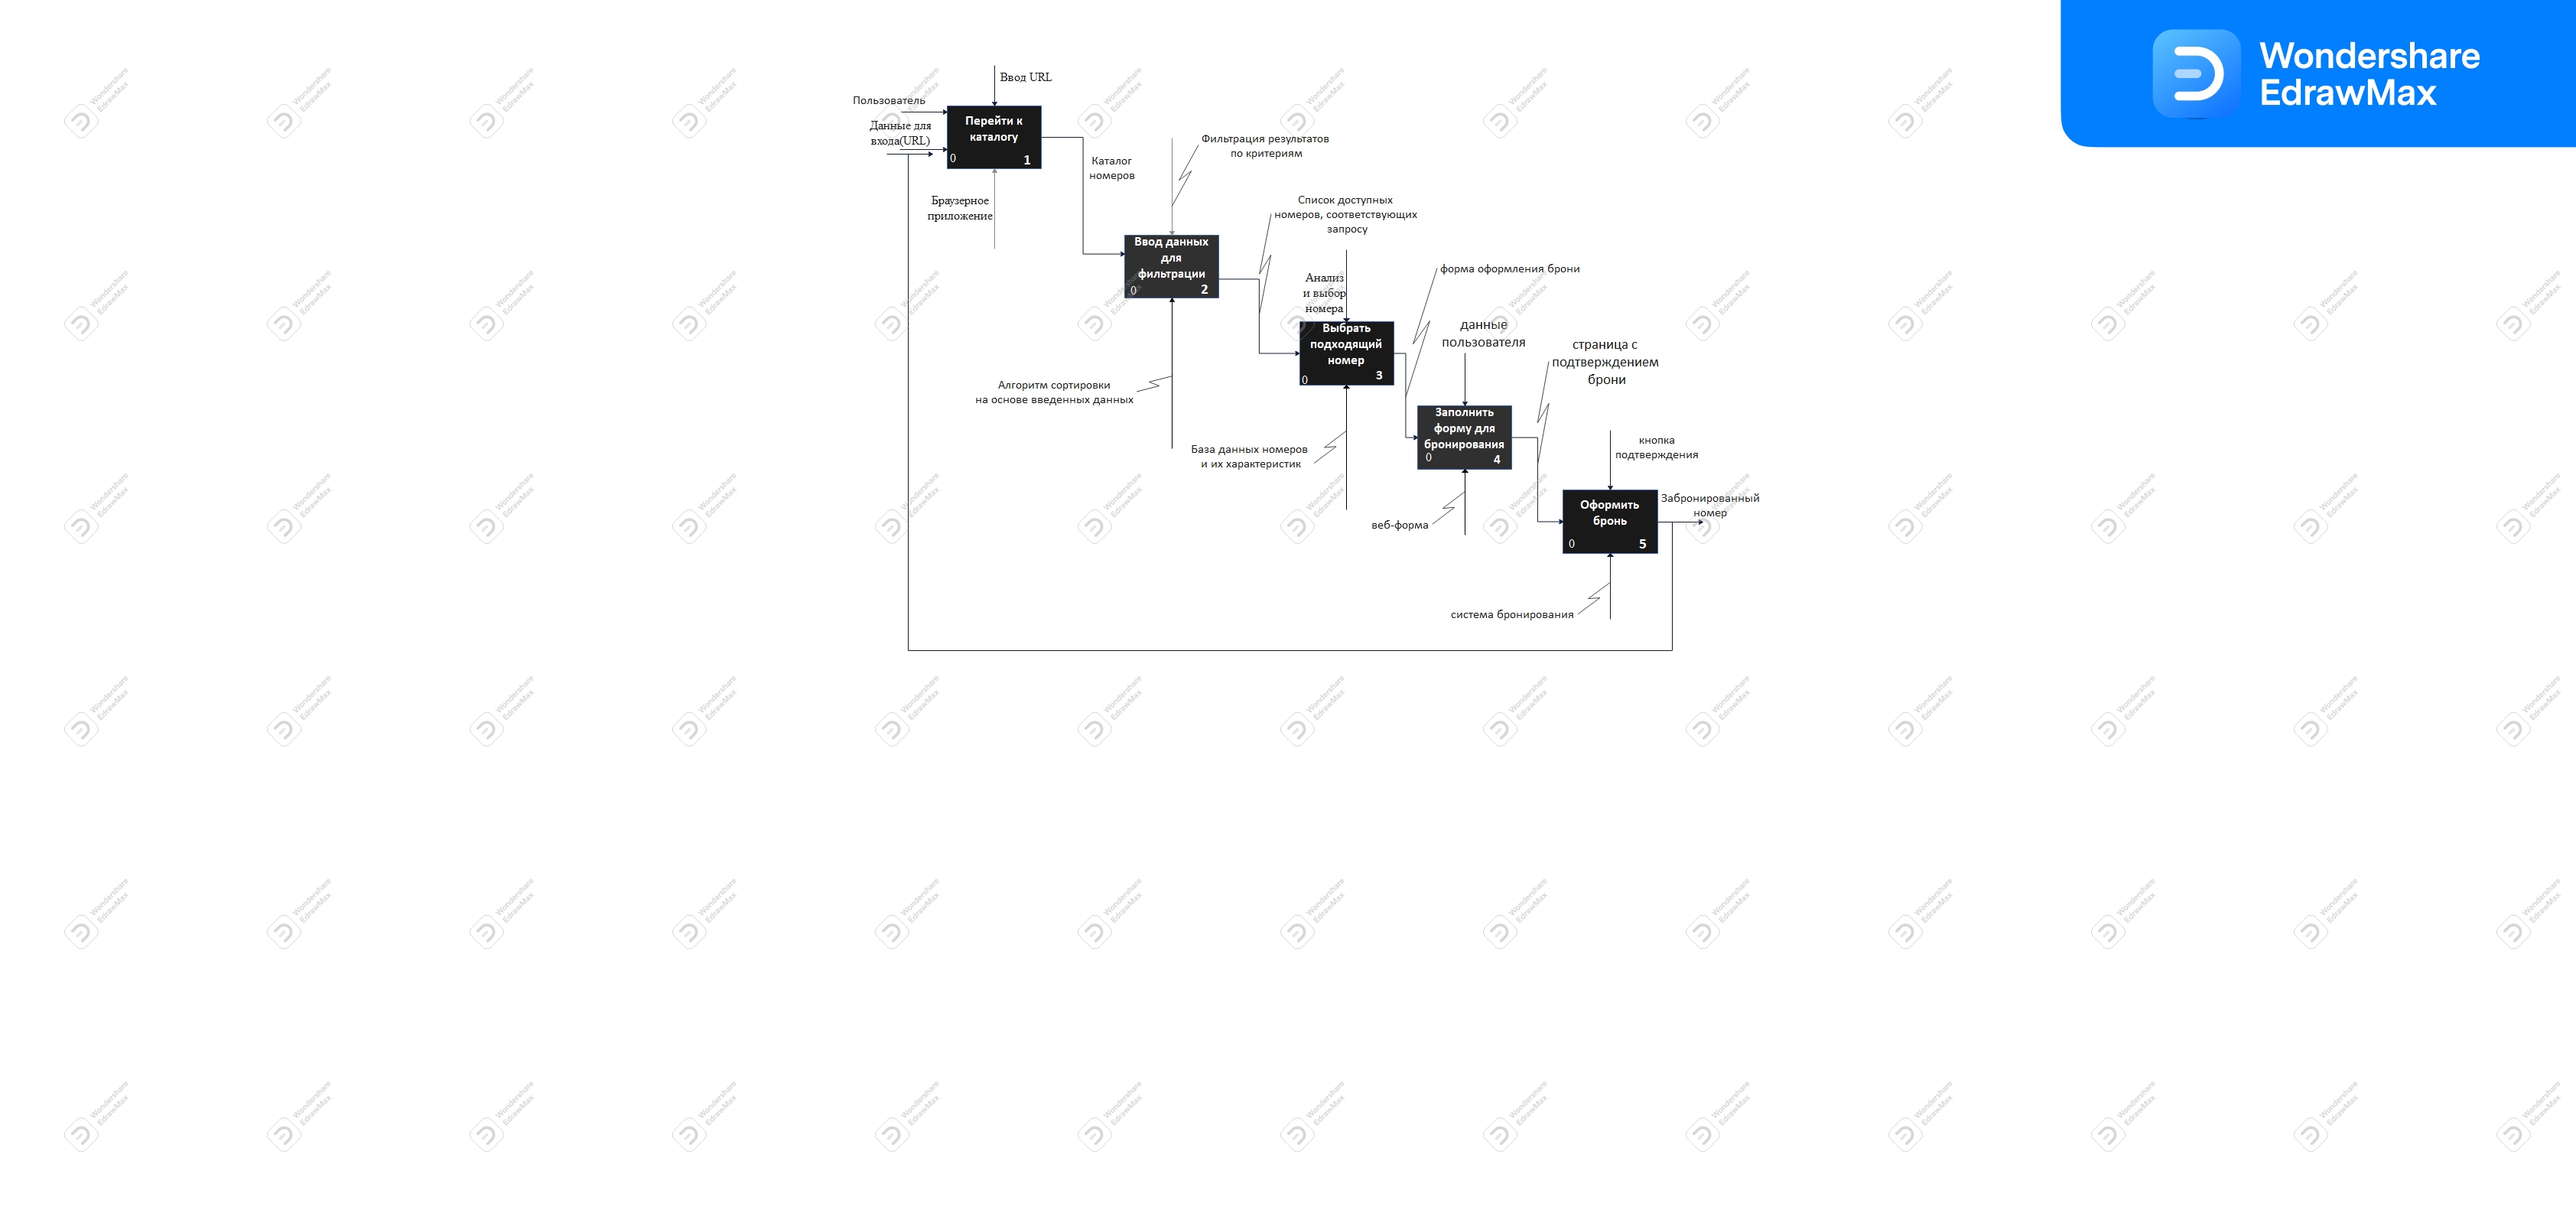 Wondershare
EdrawMax
Ввод URL
Пользователь
Данные для
входа(URL)
Перейти к
каталогу
0
1
Браузерное
приложение
Каталог
номеров
Фильтрация результатов
по критериям
Ввод данных
для
фильтрации
0
2
Алгоритм сортировки
на основе введенных данных
Список доступных
номеров, соответствующих
запросу
Анализ
и выбор
номера
Выбрать
подходящий
номер
0
3
База данных номеров
и их характеристик
форма оформления брони
данные
пользователя
Заполнить
форму для
бронирования
0
4
веб-форма
страница с
подтверждением
брони
кнопка
подтверждения
Оформить
бронь
0
5
Забронированный
номер
система бронирования